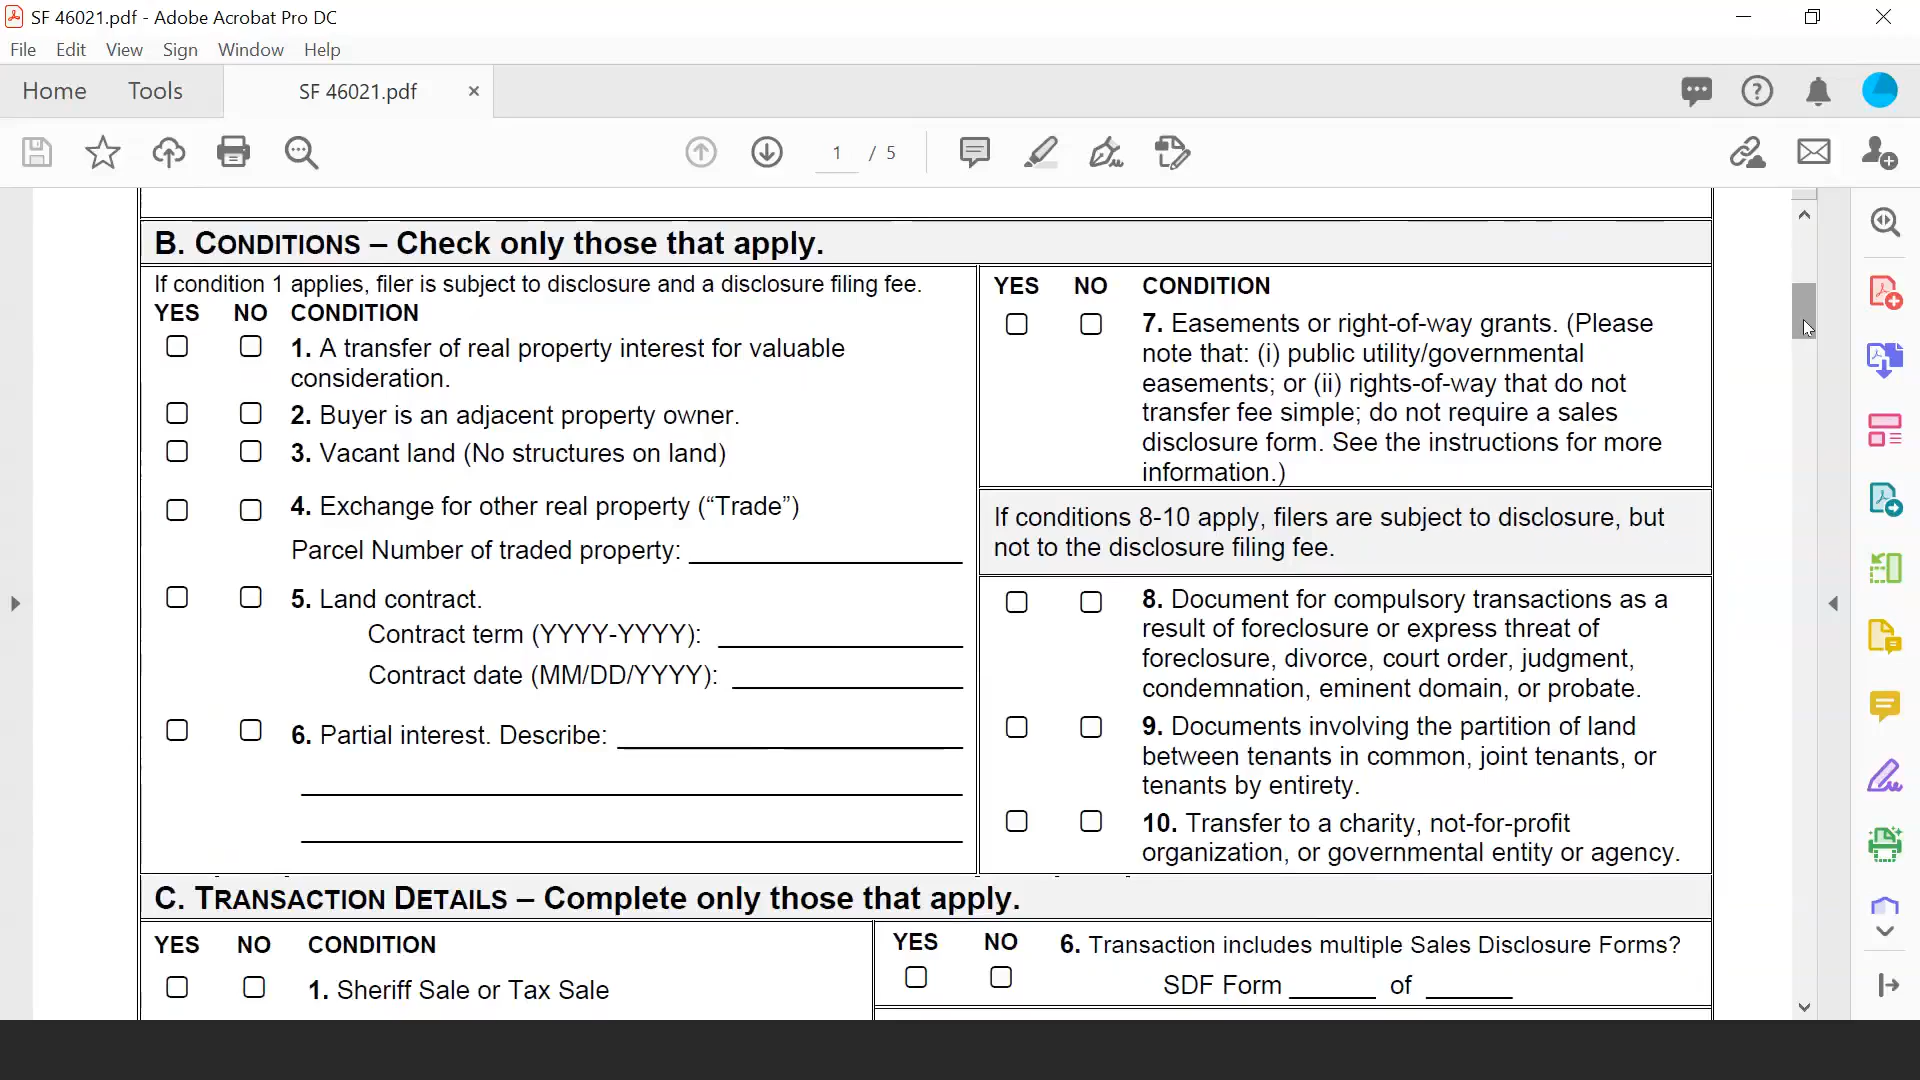 SF 46021.pdf - Adobe Acrobat Pro DC
File Edit View Sign Window Help
Home Tools SF 46021.pdf ×
1 / 5
B. CONDITIONS – Check only those that apply.
If condition 1 applies, filer is subject to disclosure and a disclosure filing fee.
YES NO CONDITION
1. A transfer of real property interest for valuable
consideration.
2. Buyer is an adjacent property owner.
3. Vacant land (No structures on land)
4. Exchange for other real property (“Trade”)
Parcel Number of traded property:
5. Land contract.
Contract term (YYYY-YYYY):
Contract date (MM/DD/YYYY):
6. Partial interest. Describe:
YES NO CONDITION
7. Easements or right-of-way grants. (Please
note that: (i) public utility/governmental
easements; or (ii) rights-of-way that do not
transfer fee simple; do not require a sales
disclosure form. See the instructions for more
information.)
If conditions 8-10 apply, filers are subject to disclosure, but
not to the disclosure filing fee.
8. Document for compulsory transactions as a
result of foreclosure or express threat of
foreclosure, divorce, court order, judgment,
condemnation, eminent domain, or probate.
9. Documents involving the partition of land
between tenants in common, joint tenants, or
tenants by entirety.
10. Transfer to a charity, not-for-profit
organization, or governmental entity or agency.
C. TRANSACTION DETAILS – Complete only those that apply.
YES NO CONDITION
1. Sheriff Sale or Tax Sale
YES NO 6. Transaction includes multiple Sales Disclosure Forms?
SDF Form ______ of ______